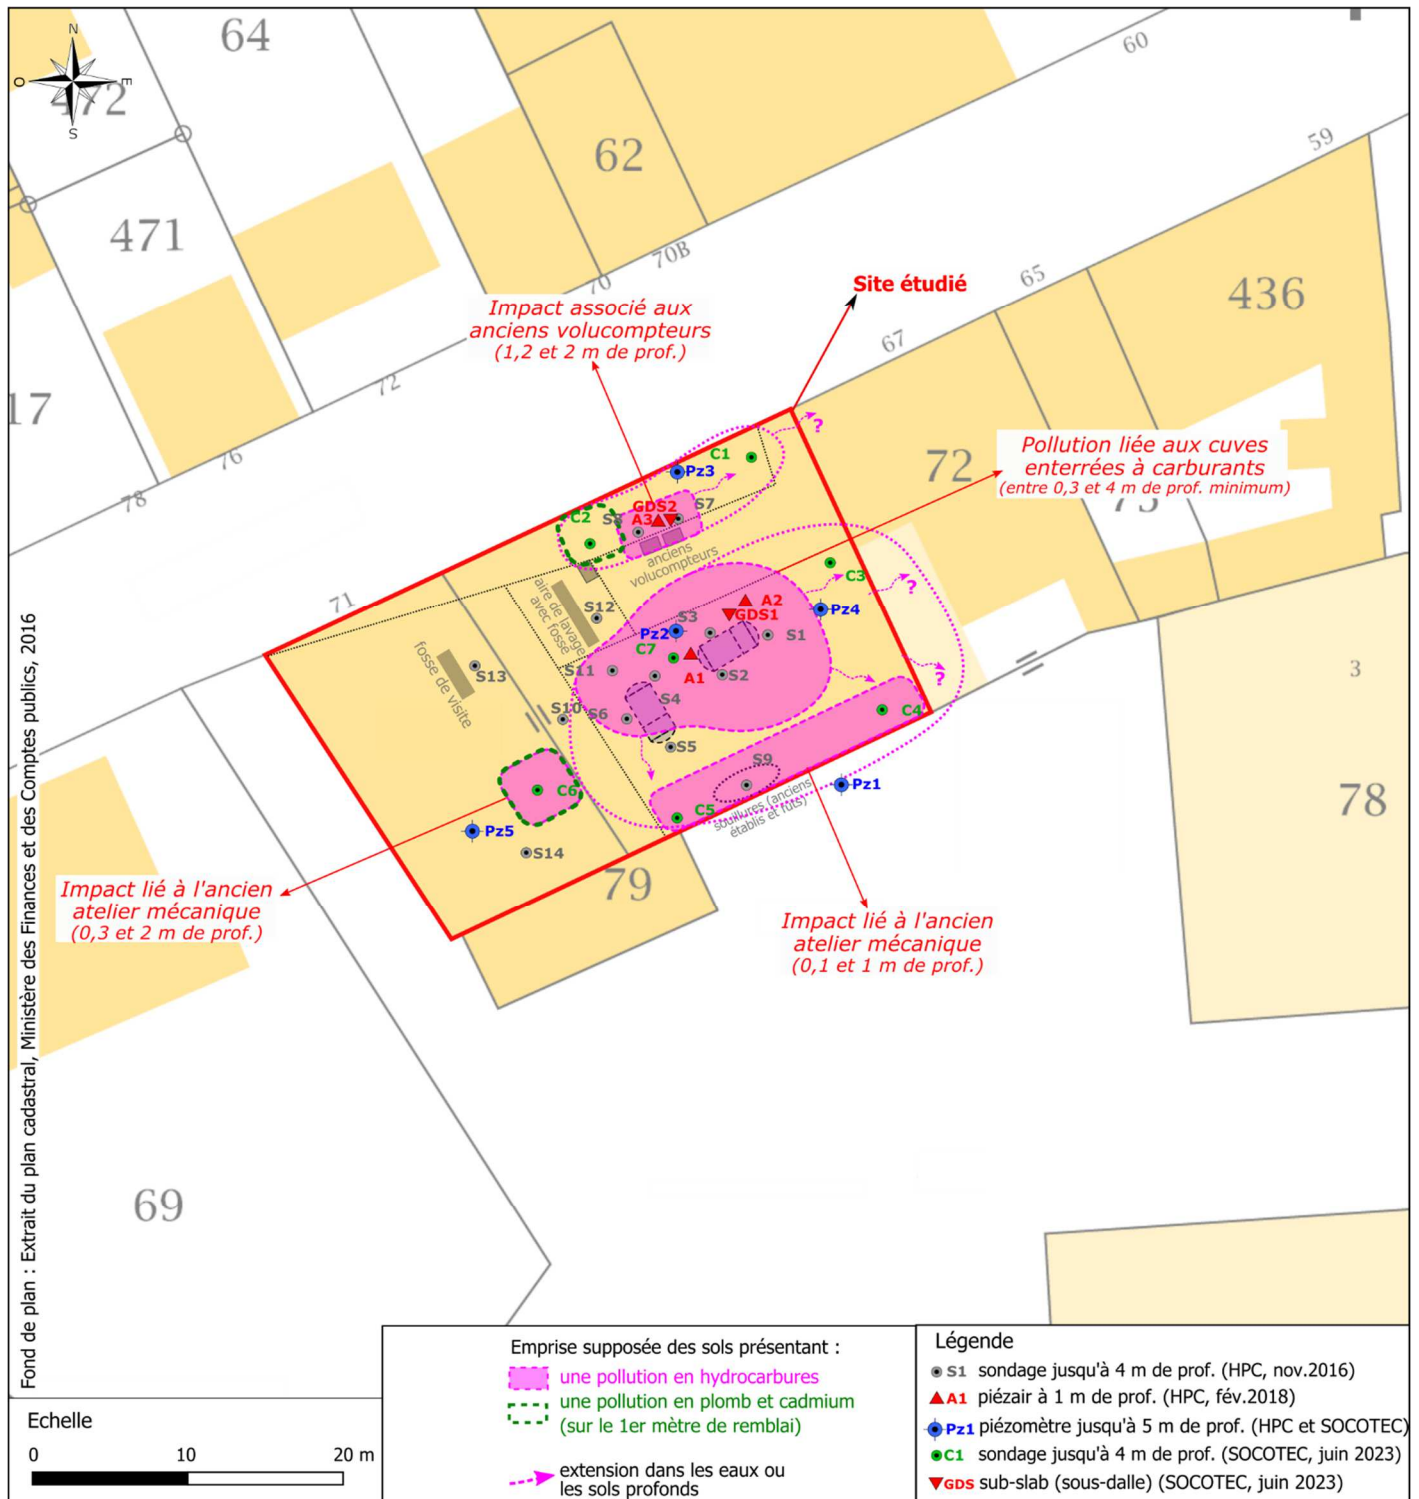 N
O
E
S
64
472
62
60
59
471
70B
70
65
436
Site étudié
Impact associé aux
anciens volucompteurs
(1,2 et 2 m de prof.)
67
72
17
76
78
71
72
Pollution liée aux cuves
enterrées à carburants
(entre 0,3 et 4 m de prof. minimum)
C1
?
Pz3
GDS2
S7
C2
S8
A3
anciens
volucompteurs
C3
?
aire de lavage
avec fosse
S12
A2
S3
GDS1
Pz4
Pz2
S1
C7
fosse de visite
S13
S11
A1
S2
?
S4
S10
S6
C4
S5
S9
Pz1
C6
C5
souillures (anciens
établis et fûts)
Pz5
S14
3
78
79
Impact lié à l'ancien
atelier mécanique
(0,3 et 2 m de prof.)
Impact lié à l'ancien
atelier mécanique
(0,1 et 1 m de prof.)
69
Fond de plan : Extrait du plan cadastral, Ministère des Finances et des Comptes publics, 2016
Echelle
0 10 20 m
Emprise supposée des sols présentant :
une pollution en hydrocarbures
une pollution en plomb et cadmium
(sur le 1er mètre de remblai)
extension dans les eaux ou
les sols profonds
Légende
S1 sondage jusqu'à 4 m de prof. (HPC, nov.2016)
A1 piézair à 1 m de prof. (HPC, fév.2018)
Pz1 piézomètre jusqu'à 5 m de prof. (HPC et SOCOTEC)
C1 sondage jusqu'à 4 m de prof. (SOCOTEC, juin 2023)
GDS sub-slab (sous-dalle) (SOCOTEC, juin 2023)